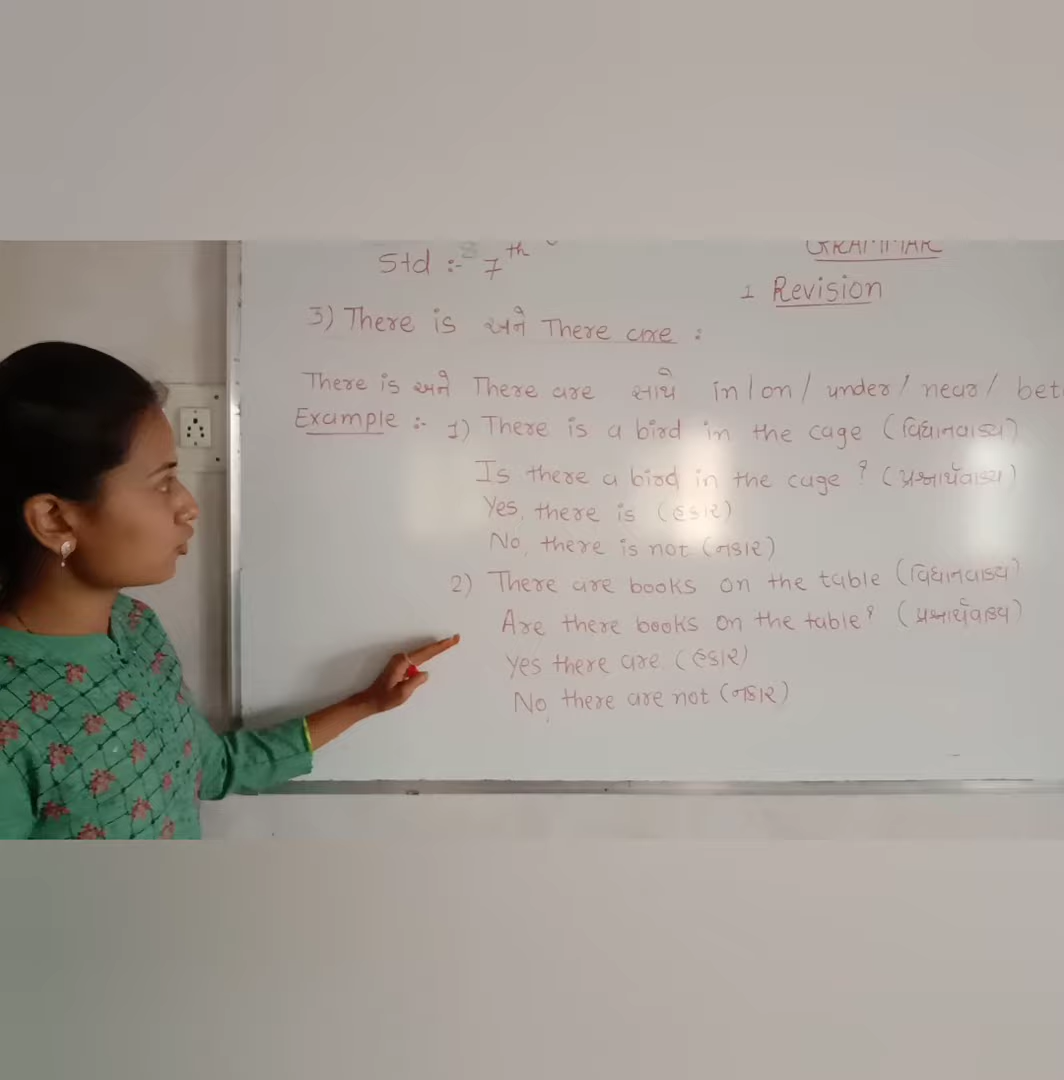 Std :- 7th
GRAMMAR
1 Revision
3) There is અને There are :
There is અને There are સાથે in/on/ under/ near/ bet
Example :- 1) There is a bird in the cage (વિધાનવાક્ય)
Is there a bird in the cage ? (પ્રશ્નાર્થવાક્ય)
Yes, there is (હકાર)
No, there is not (નકાર)
2) There are books on the table (વિધાનવાક્ય)
Are there books on the table? (પ્રશ્નાર્થવાક્ય)
Yes there are (હકાર)
No, there are not (નકાર)